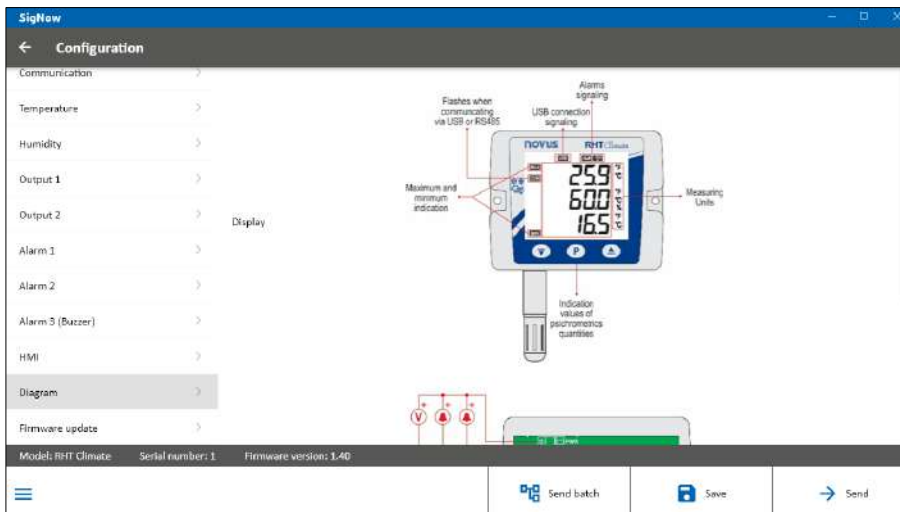 SigNow
Configuration
Communication
Temperature
Humidity
Output 1
Output 2
Alarm 1
Alarm 2
Alarm 3 (Buzzer)
HMI
Diagram
Firmware update
Display
Flashes when
communicating
via USB or RS485
USB connection
signaling
Alarms
signaling
Maximum and
minimum
indication
Measuring
Units
novus
RHT Climate
25.9
60.0
16.5
P
Indication
values of
psichrometrics
quantities
V
Model: RHT Climate
Serial number: 1
Firmware version: 1.40
Send batch
Save
Send